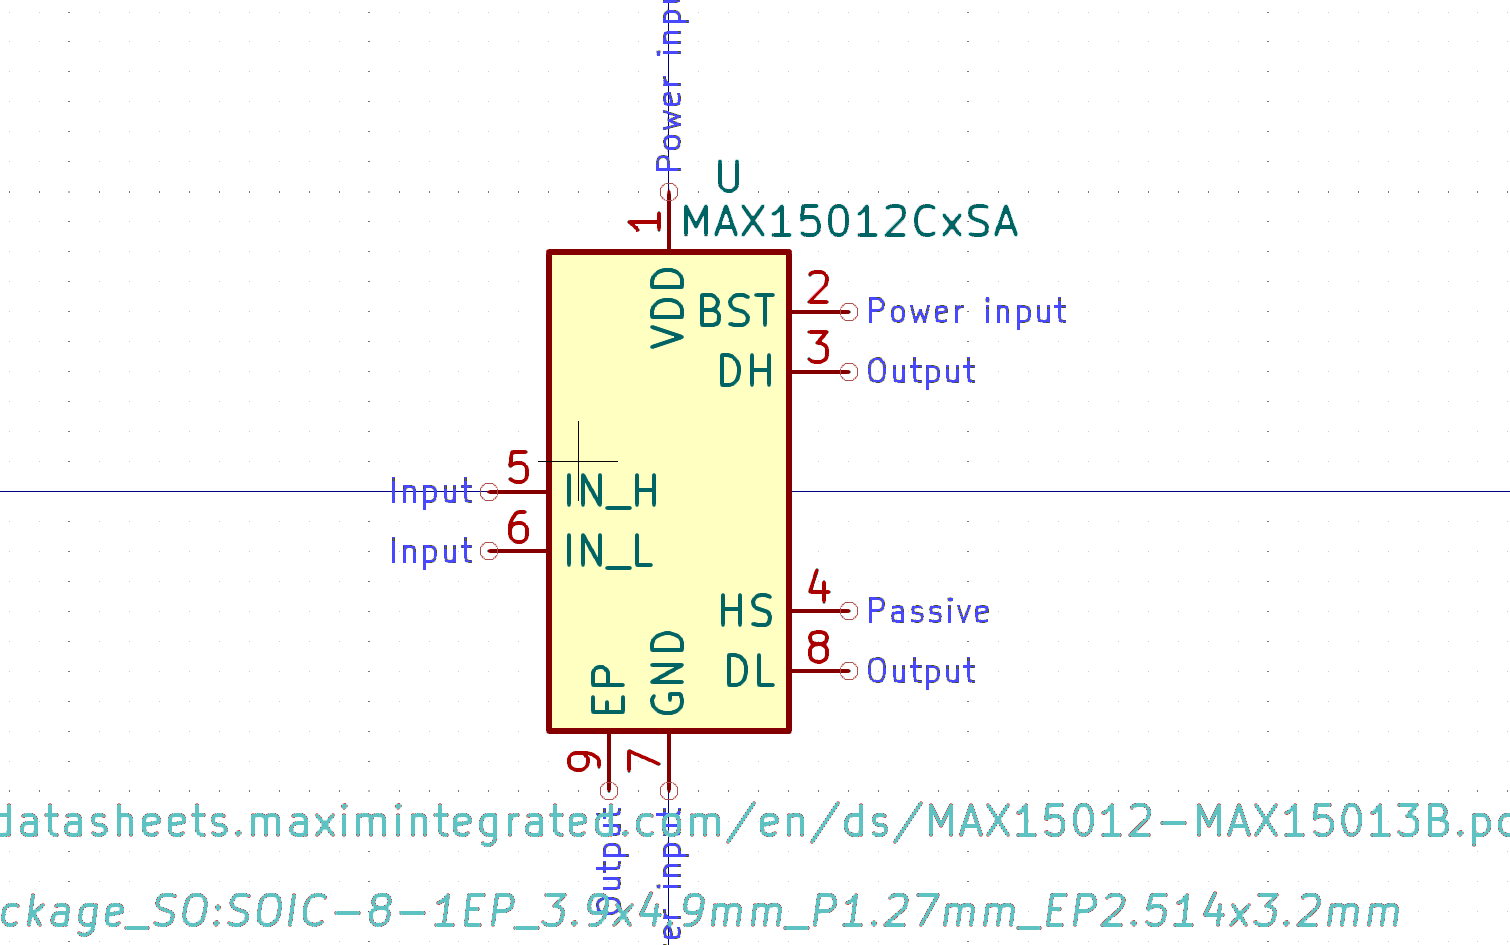 Power inpu
U
1
MAX15012CxSA
VDD
BST
2
Power input
DH
3
Output
Input
5
IN_H
Input
6
IN_L
HS
4
Passive
DL
8
Output
EP
GND
9
7
Output
er input
datasheets.maximintegrated.com/en/ds/MAX15012-MAX15013B.pd
ckage_SO:SOIC-8-1EP_3.9x4.9mm_P1.27mm_EP2.514x3.2mm